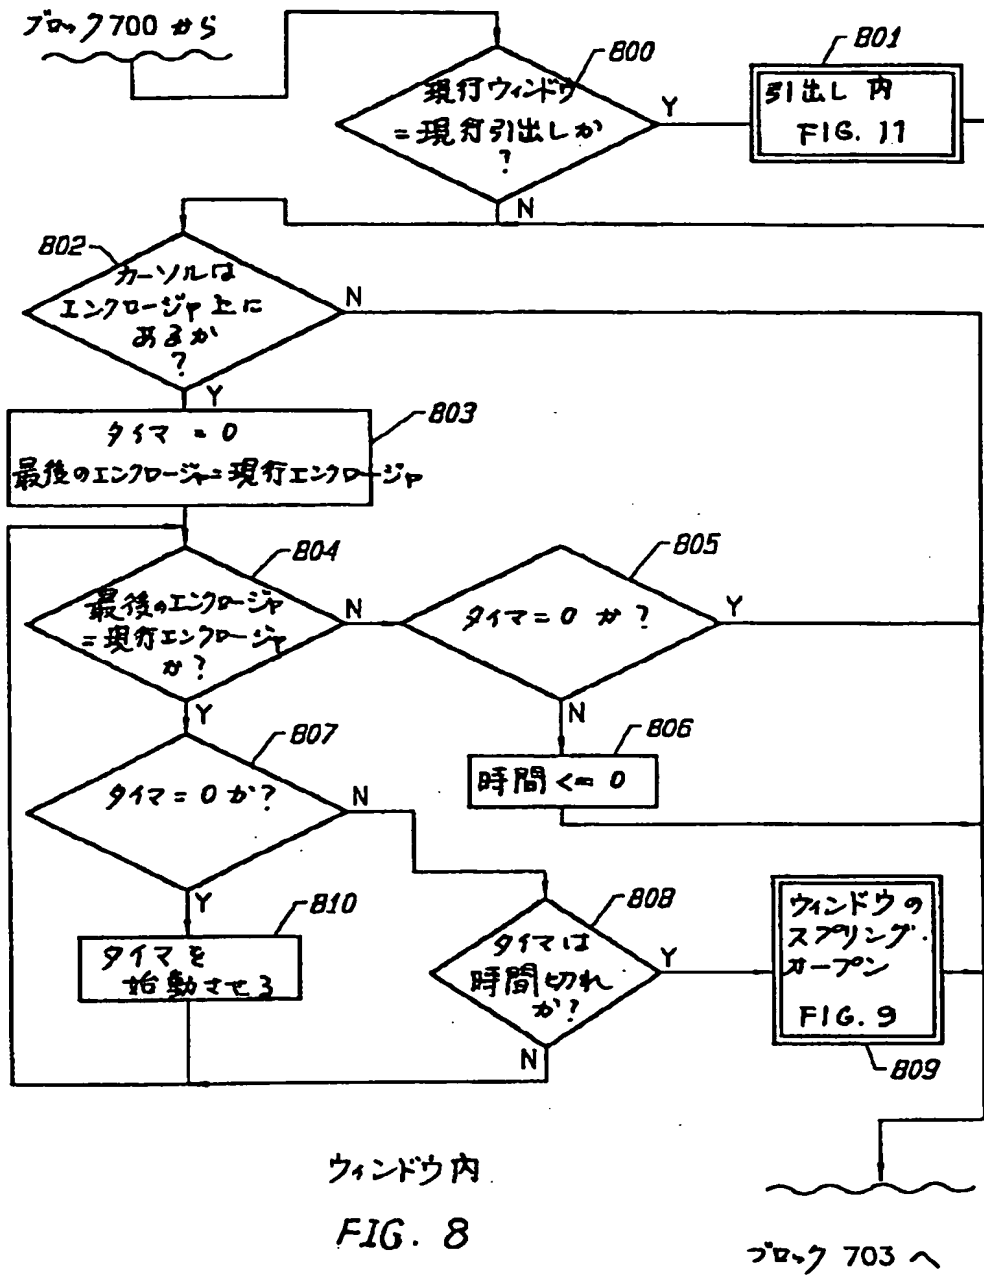 ブロック700から
800
現行ウィンドウ
=現行引出しか
?
Y
N
801
引出し内
FIG. 11
802
カーソルは
エンクロージャ上に
あるか
?
N
Y
803
タイマ = 0
最後のエンクロージャ=現行エンクロージャ
804
最後のエンクロージャ
=現行エンクロージャ
か?
N
Y
805
タイマ=0か?
Y
N
806
時間<=0
807
タイマ=0か?
N
Y
808
タイマは
時間切れ
か?
Y
N
809
ウィンドウの
スプリング・
オープン
FIG. 9
810
タイマを
始動させる
ウィンドウ内
FIG. 8
ブロック 703 へ